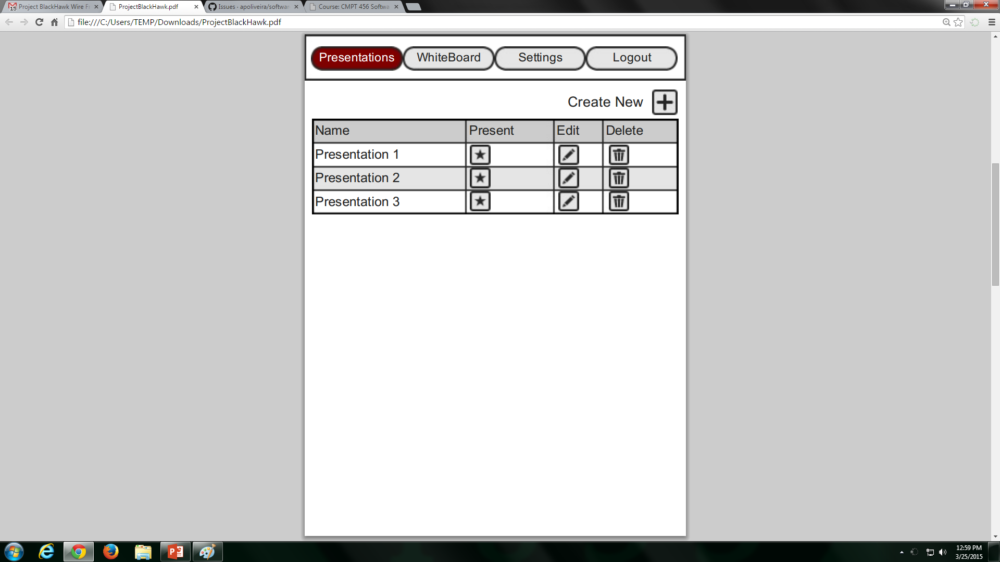 15 Project BlackHawk Wire Fr
ProjectBlackHawk.pdf
Issues · apoliveira/softwar
Course: CMPT 456 Softwa
file:///C:/Users/TEMP/Downloads/ProjectBlackHawk.pdf
Presentations WhiteBoard Settings Logout
Create New
Name Present Edit Delete
Presentation 1
Presentation 2
Presentation 3
12:59 PM
3/25/2015